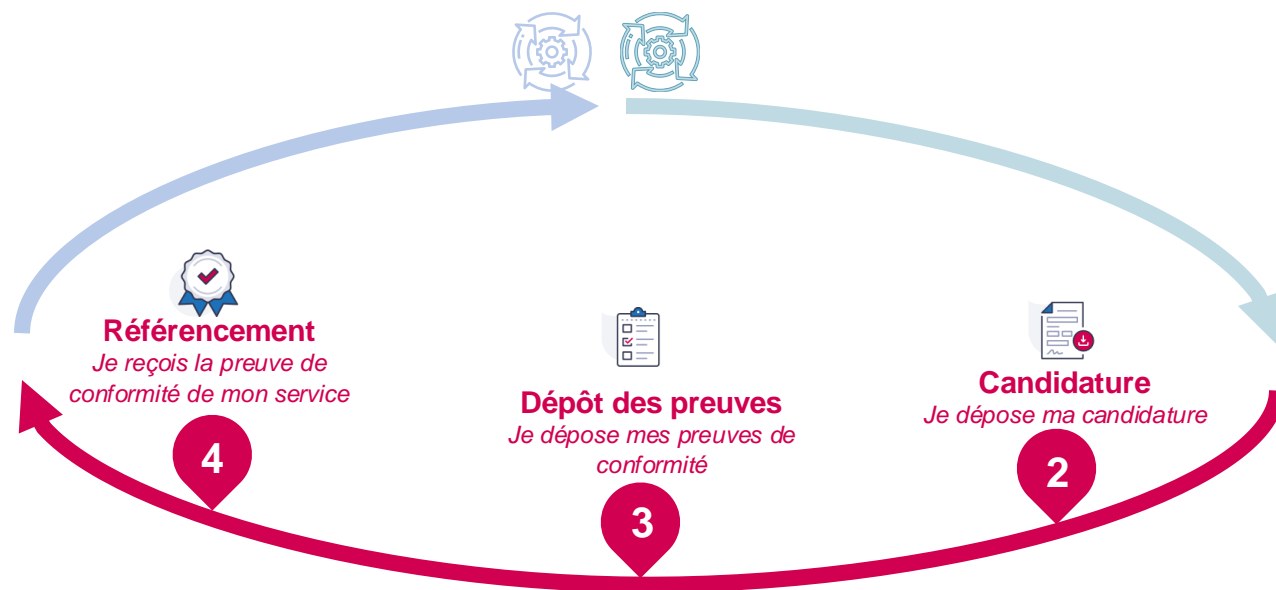 Référencement
Je reçois la preuve de
conformité de mon service
4
Dépôt des preuves
Je dépose mes preuves de
conformité
3
Candidature
Je dépose ma candidature
2